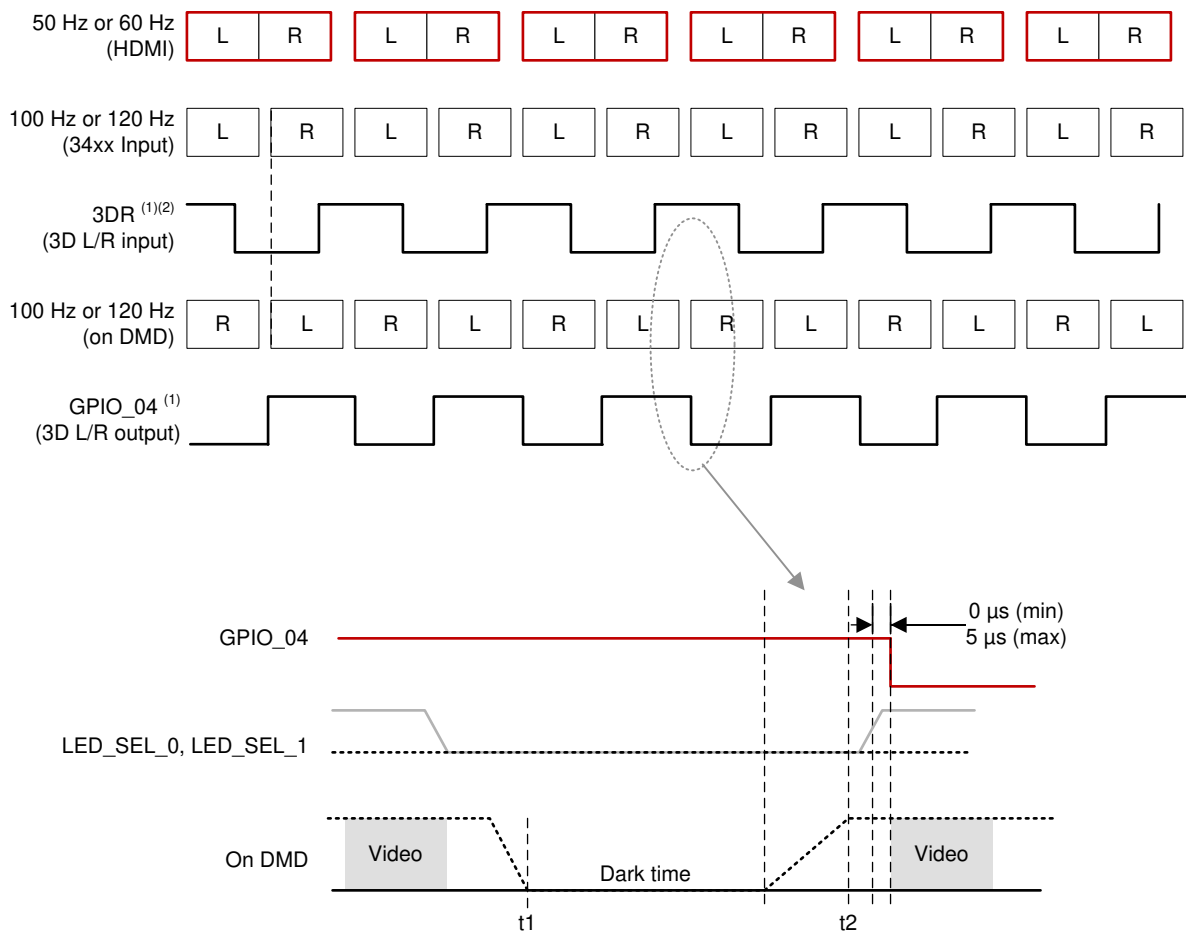 50 Hz or 60 Hz
(HDMI)
L R L R L R L R L R L R
100 Hz or 120 Hz
(34xx Input)
L R L R L R L R L R L R
3DR (1)(2)
(3D L/R input)
100 Hz or 120 Hz
(on DMD)
R L R L R L R L R L R L
GPIO_04 (1)
(3D L/R output)
0 µs (min)
5 µs (max)
GPIO_04
LED_SEL_0, LED_SEL_1
On DMD
Video
Dark time
Video
t1
t2